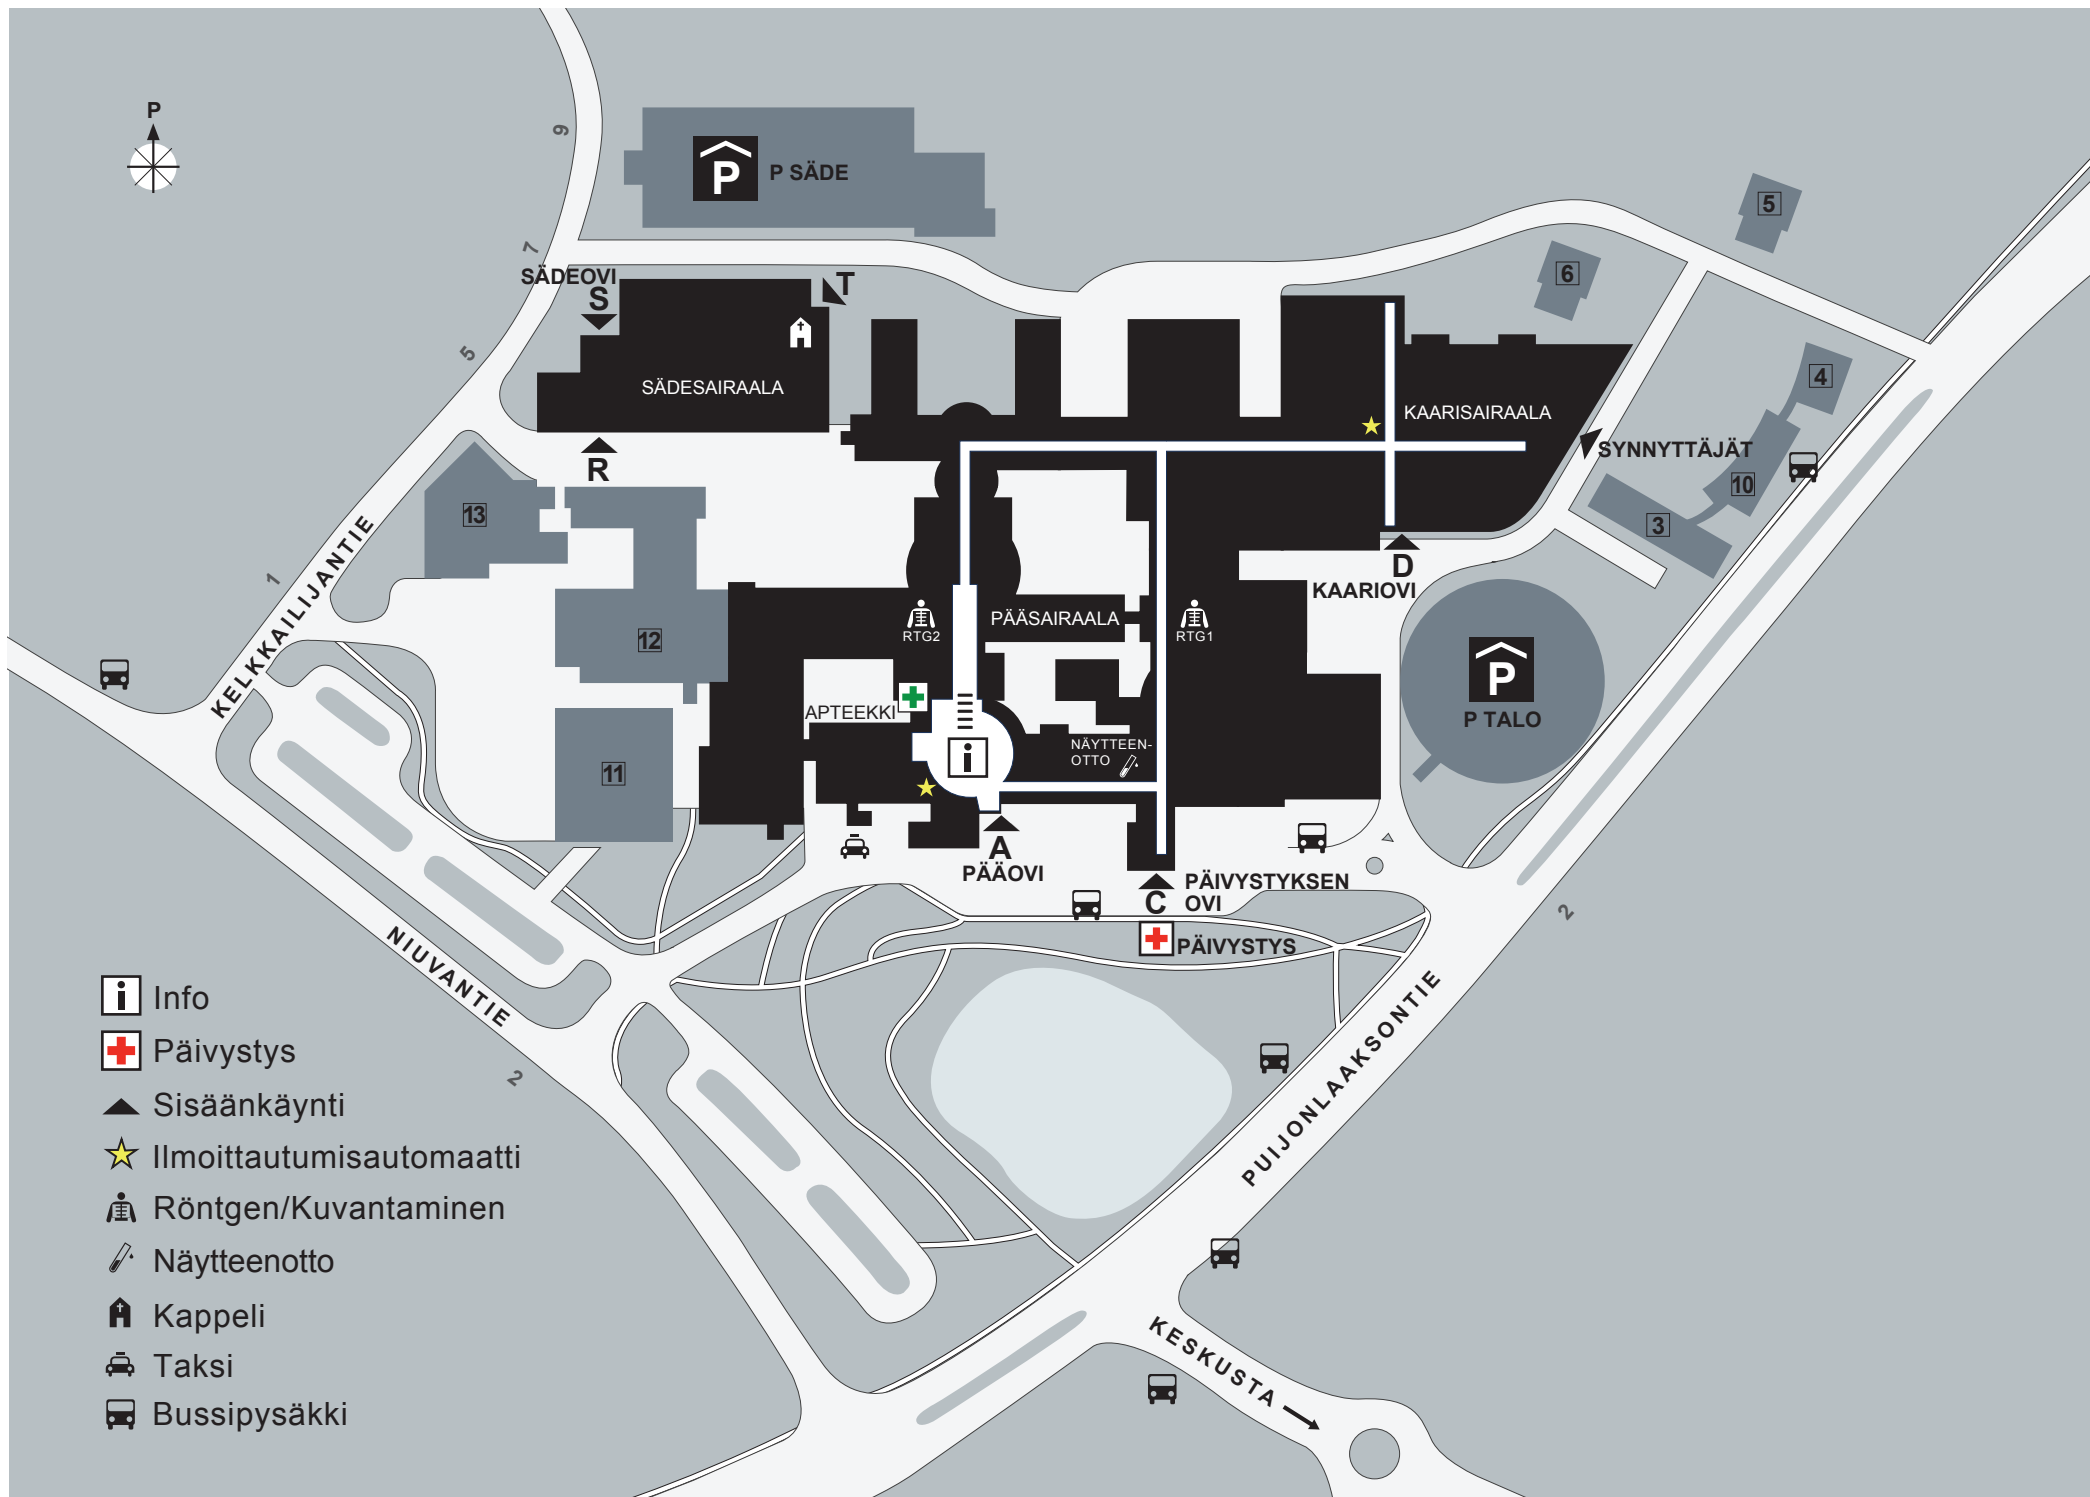 P
9
P
P SÄDE
5
7
SÄDEOVI
S
T
6
5
SÄDESAIRAALA
4
KAARISAIRAALA
SYNNYTTÄJÄT
R
10
13
3
1
KELKKAILIJANTIE
D
KAARIOVI
RTG2
PÄÄSAIRAALA
RTG1
12
P
P TALO
APTEEKKI
NÄYTTEEN-
OTTO
i
11
A
PÄÄOVI
PÄIVYSTYKSEN
OVI
C
2
PÄIVYSTYS
NIUVANTIE
2
PUIJONLAAKSONTIE
KESKUSTA
5
i Info
Päivystys
Sisäänkäynti
Ilmoittautumisautomaatti
Röntgen/Kuvantaminen
Näytteenotto
Kappeli
Taksi
Bussipysäkki